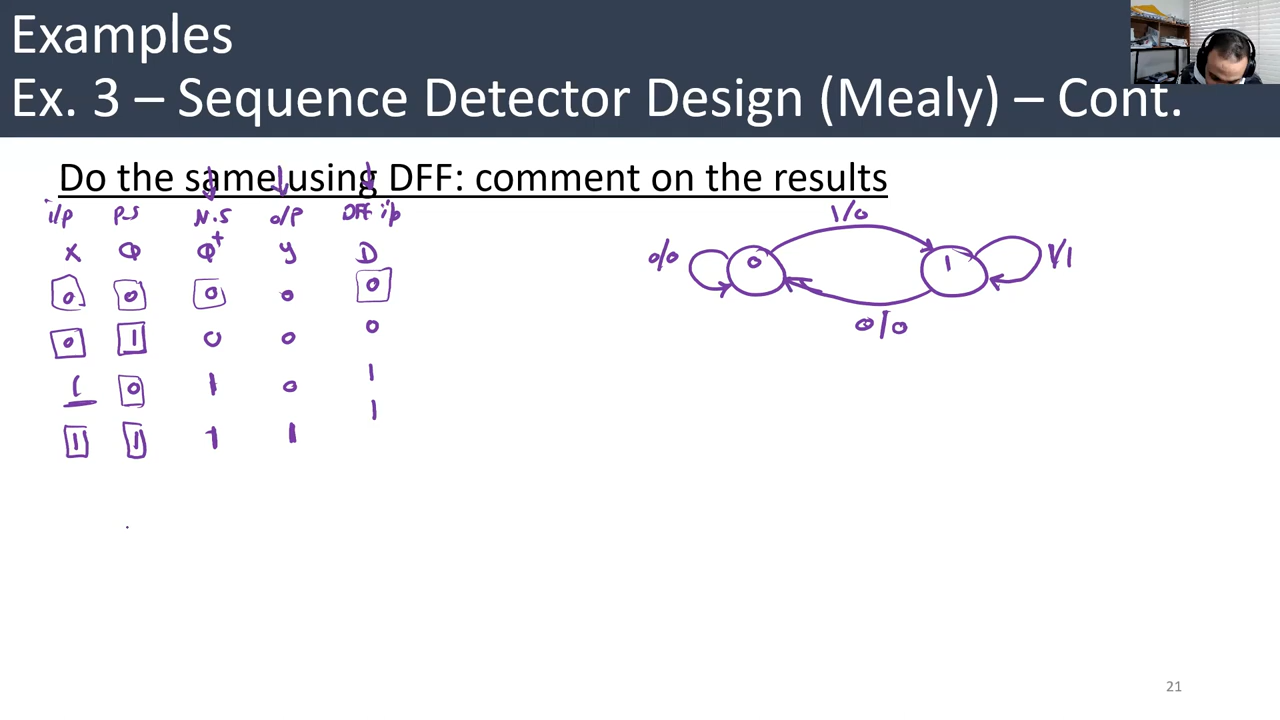 Examples
Ex. 3 – Sequence Detector Design (Mealy) – Cont.
Do the same using DFF: comment on the results
i/p P.S N.S o/p DFF i/p
X Q Q+ y D
0 0 0 0 0
0 1 0 0 0
1 0 1 0 1
1 1 1 1 1
1/0
0/0 0 1 1/1
0/0
21